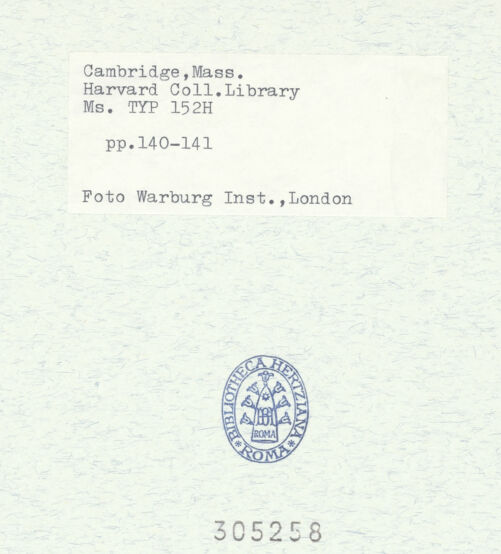 Cambridge,Mass.
Harvard Coll.Library
Ms. TYP 152H
pp.140-141
Foto Warburg Inst.,London
BIBLIOTHECA HERTZIANA
BH
ROMA
* ROMA *
305258